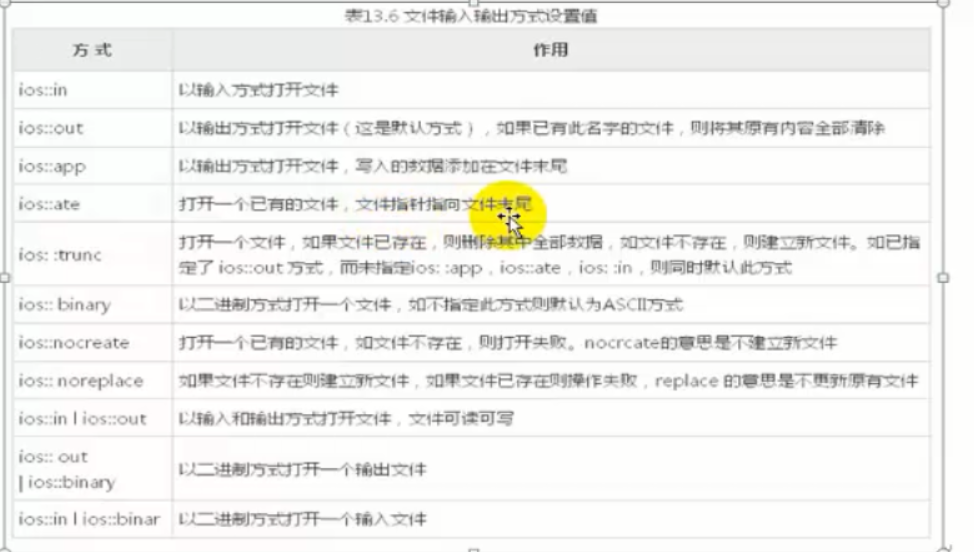 表13.6 文件输入输出方式设置值
方 式 作用
ios::in 以输入方式打开文件
ios::out 以输出方式打开文件（这是默认方式），如果已有此名字的文件，则将其原有内容全部清除
ios::app 以输出方式打开文件，写入的数据添加在文件末尾
ios::ate 打开一个已有的文件，文件指针指向文件末尾
ios: :trunc 打开一个文件，如果文件已存在，则删除其中全部数据，如文件不存在，则建立新文件。如已指
定了 ios::out 方式，而未指定ios: :app，ios::ate，ios: :in，则同时默认此方式
ios:: binary 以二进制方式打开一个文件，如不指定此方式则默认为ASCII方式
ios::nocreate 打开一个已有的文件，如文件不存在，则打开失败。nocrcate的意思是不建立新文件
ios:: noreplace 如果文件不存在则建立新文件，如果文件已存在则操作失败，replace 的意思是不更新原有文件
ios::in l ios::out 以输入和输出方式打开文件，文件可读可写
ios:: out
| ios::binary 以二进制方式打开一个输出文件
ios::in l ios::binar 以二进制方式打开一个输入文件